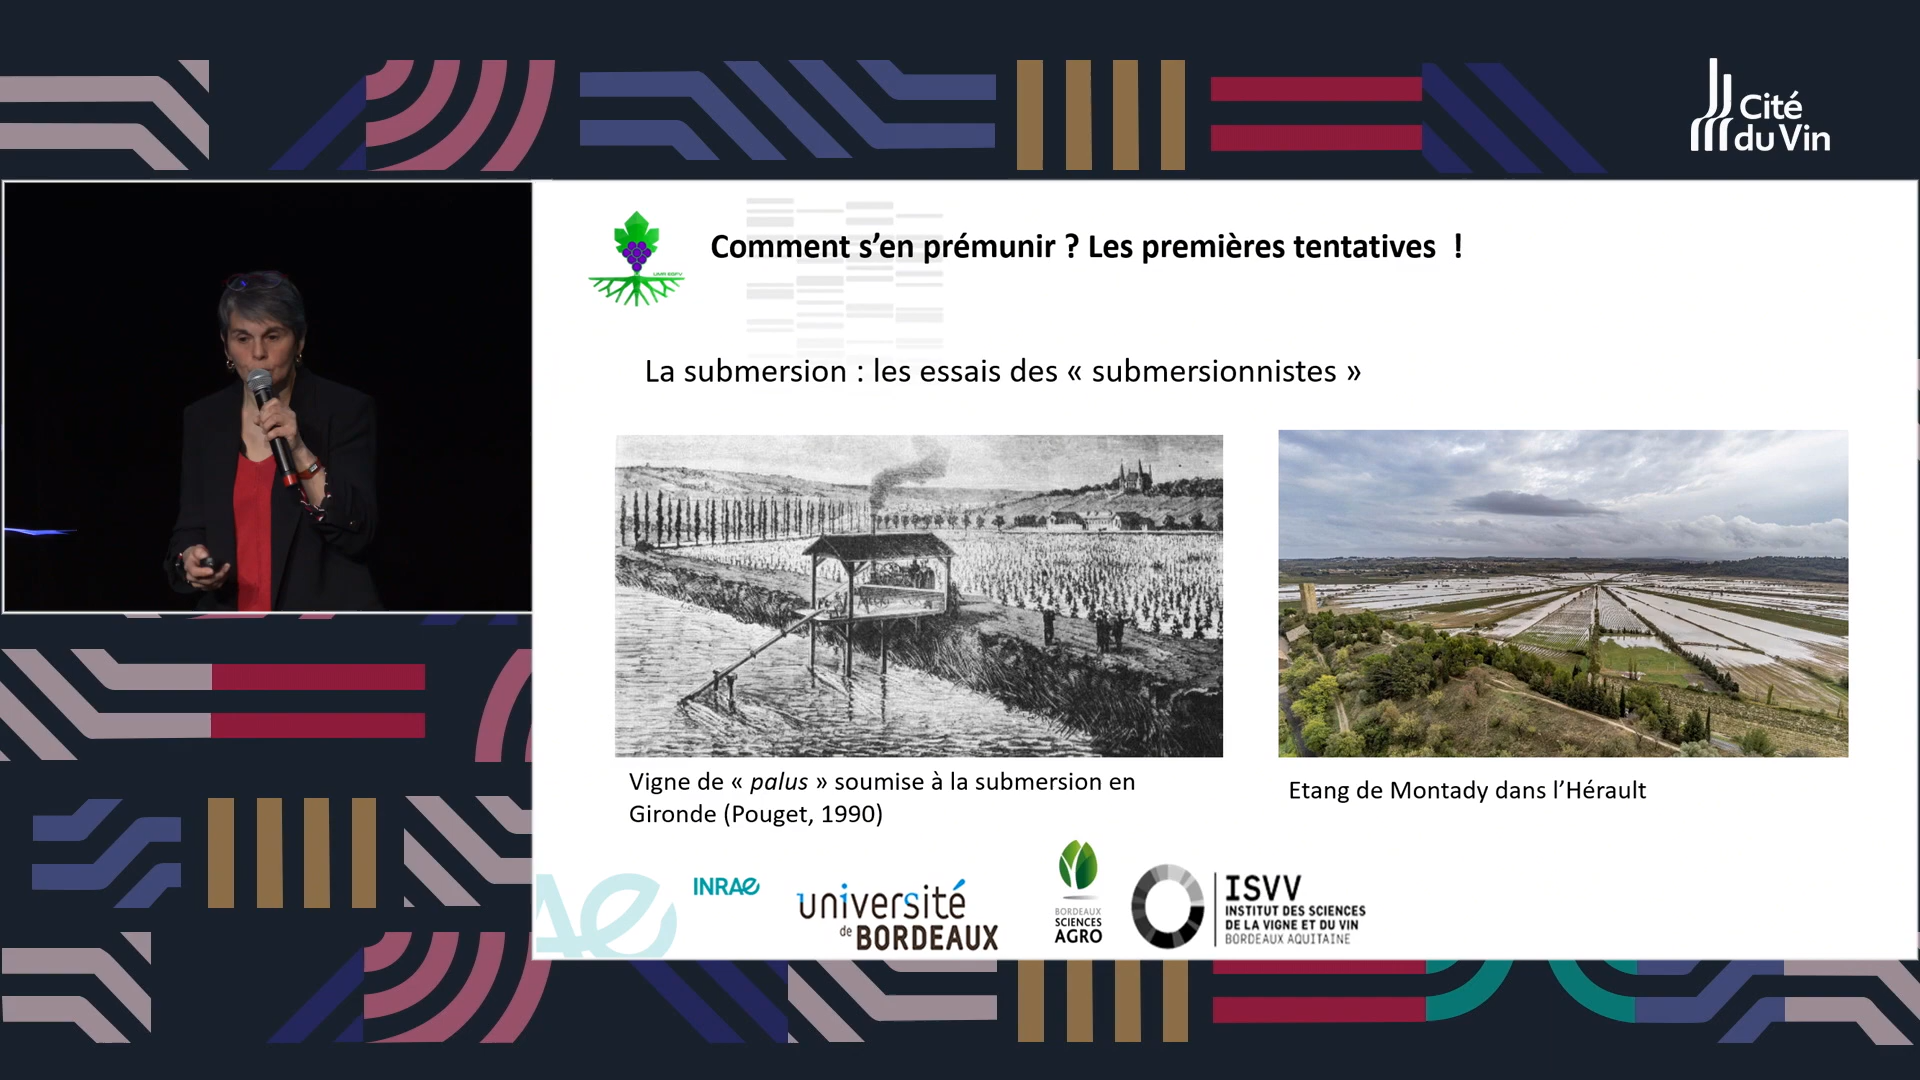 Cité
du Vin
Comment s’en prémunir ? Les premières tentatives !
La submersion : les essais des « submersionnistes »
Vigne de « palus » soumise à la submersion en
Gironde (Pouget, 1990)
Etang de Montady dans l’Hérault
INRAE
université
de BORDEAUX
BORDEAUX
SCIENCES
AGRO
ISVV
INSTITUT DES SCIENCES
DE LA VIGNE ET DU VIN
BORDEAUX AQUITAINE